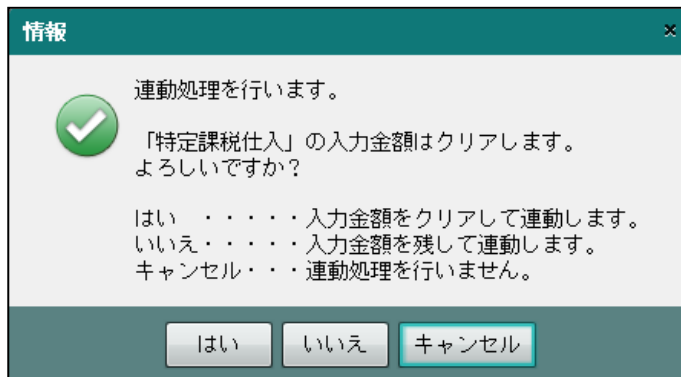 情報
×
連動処理を行います。
「特定課税仕入」の入力金額はクリアします。
よろしいですか？
はい　・・・・・入力金額をクリアして連動します。
いいえ・・・・・入力金額を残して連動します。
キャンセル・・・連動処理を行いません。
はい　いいえ　キャンセル